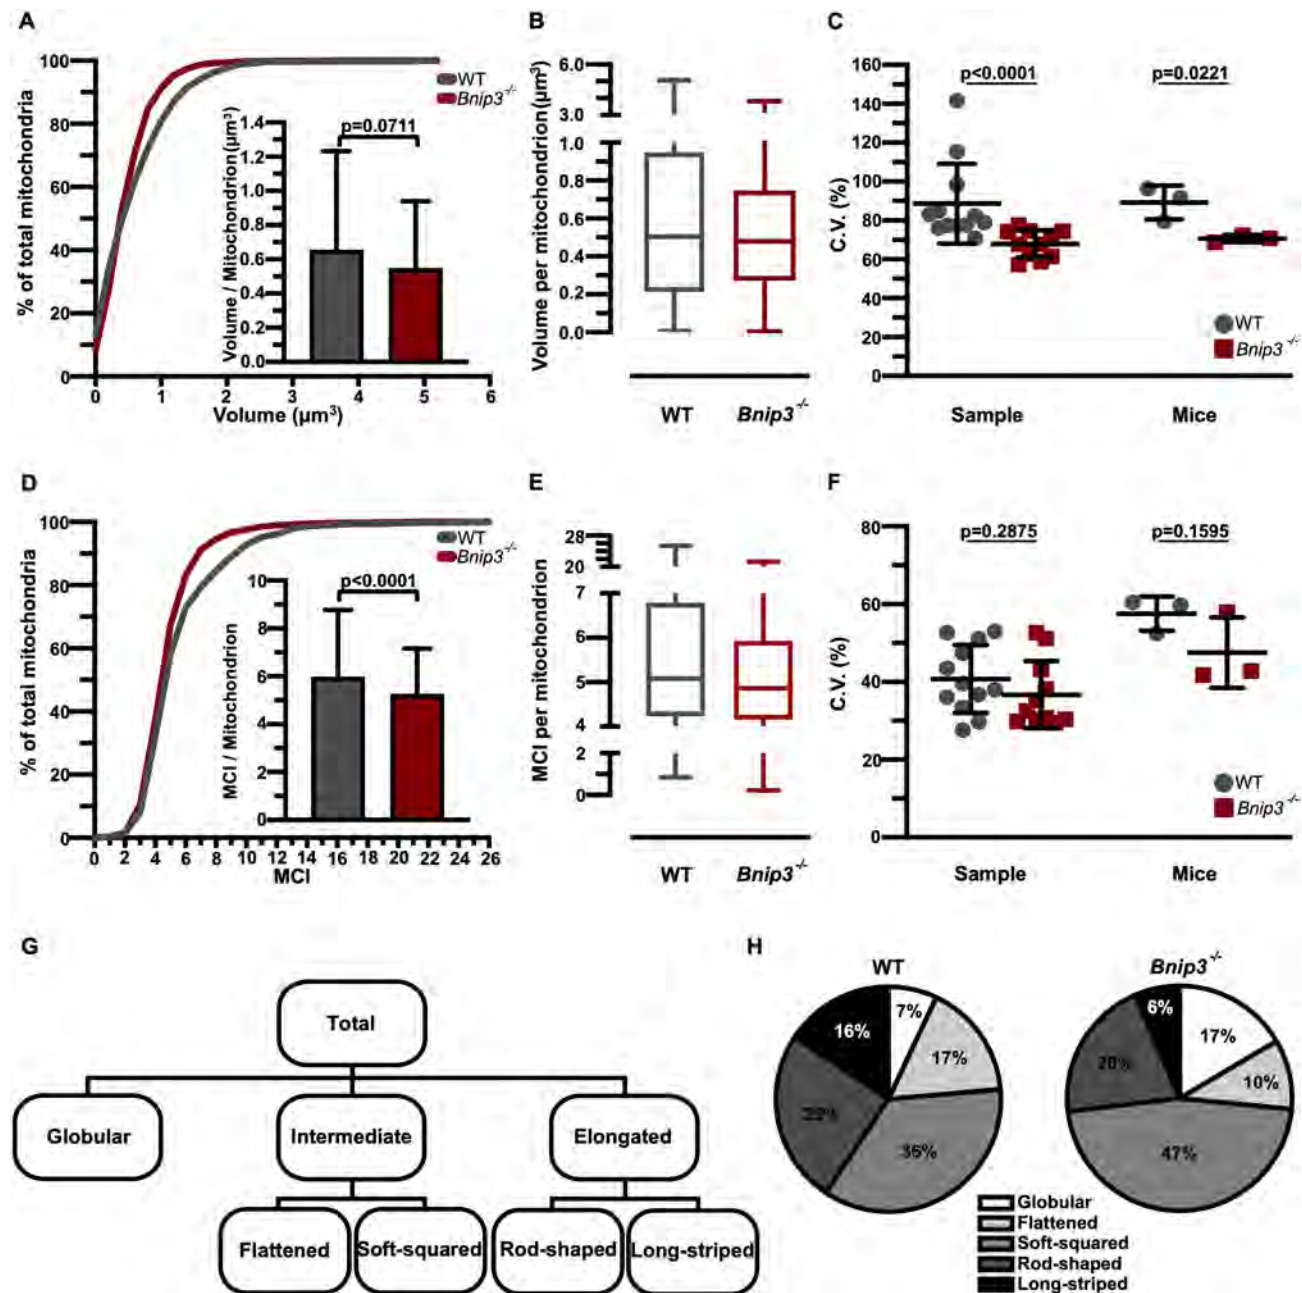 A
100
80
60
40
20
0
% of total mitochondria
0 1 2 3 4 5 6
Volume (µm³)
WT
Bnip3⁻/⁻
1.4
1.2
1.0
0.8
0.6
0.4
0.2
0.0
Volume / Mitochondrion(µm³)
p=0.0711
B
6.0
3.0
1.0
0.8
0.6
0.4
0.2
0.0
Volume per mitochondrion(µm³)
WT Bnip3⁻/⁻
C
160
140
120
100
80
60
40
20
0
C.V. (%)
p<0.0001 p=0.0221
WT
Bnip3⁻/⁻
Sample Mice
D
100
80
60
40
20
0
% of total mitochondria
0 2 4 6 8 10 12 14 16 18 20 22 24 26
MCI
WT
Bnip3⁻/⁻
10
8
6
4
2
0
MCI / Mitochondrion
p<0.0001
E
28
20
7
6
5
4
2
0
MCI per mitochondrion
WT Bnip3⁻/⁻
F
80
60
40
20
0
C.V. (%)
p=0.2875 p=0.1595
WT
Bnip3⁻/⁻
Sample Mice
G
Total
Globular Intermediate Elongated
Flattened Soft-squared Rod-shaped Long-striped
H
WT Bnip3⁻/⁻
7%
17%
36%
16%
17%
10%
47%
20%
6%
Globular
Flattened
Soft-squared
Rod-shaped
Long-striped